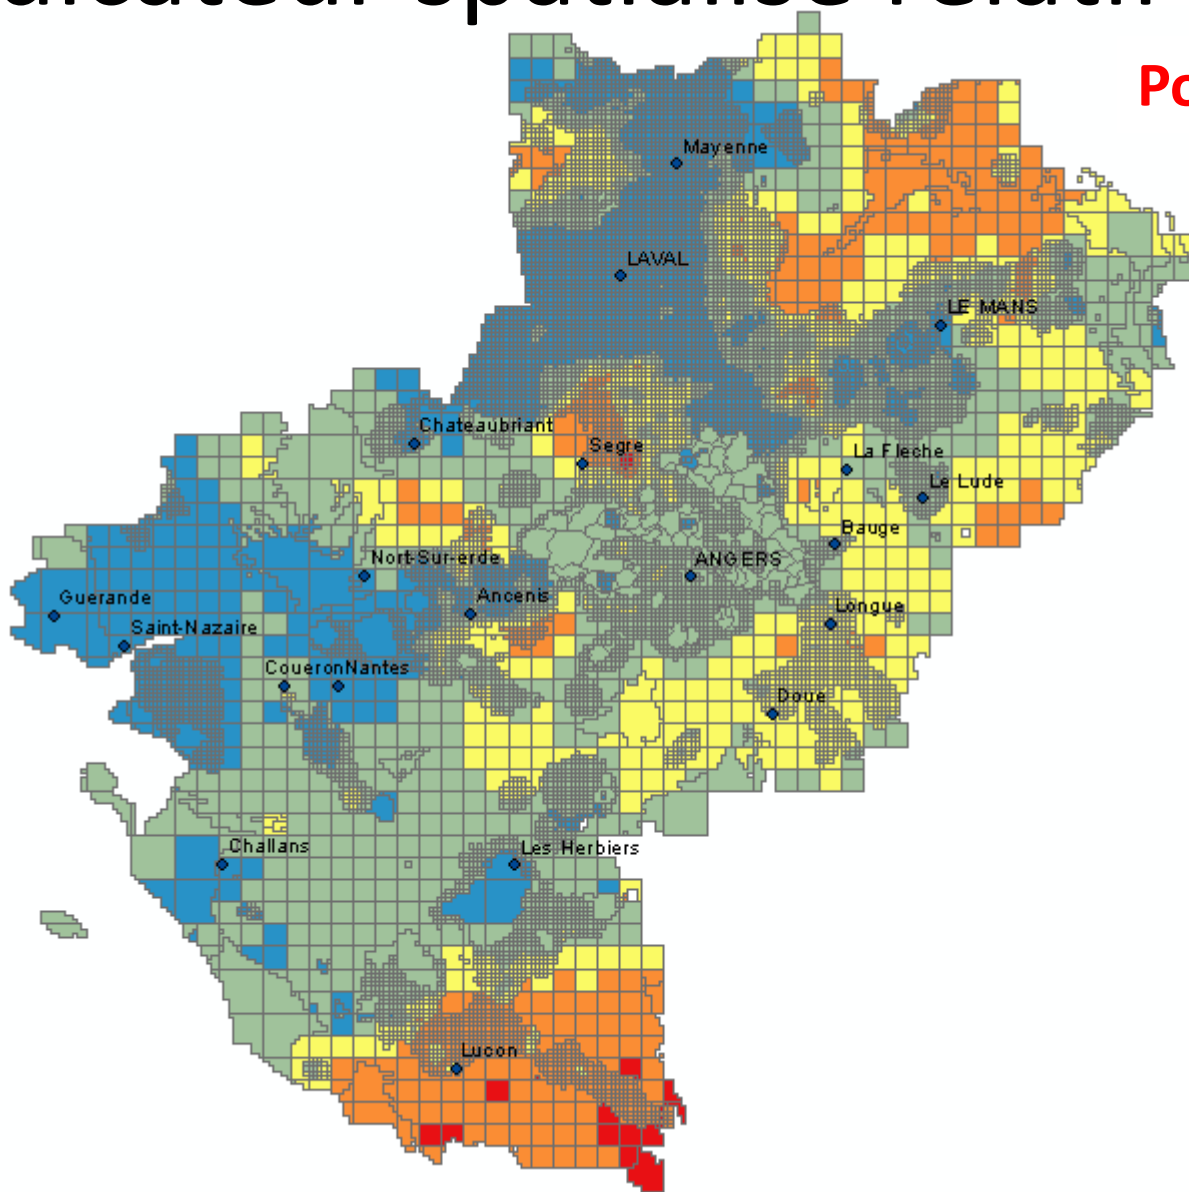 Mayenne
LAVAL
LE MANS
Chateaubriant
Segre
La Fleche
Le Lude
Bauge
Nort-Sur-erde
ANGERS
Guerande
Ancenis
Longue
Saint-Nazaire
CoueronNantes
Doue
Challans
Les Herbiers
Lucon